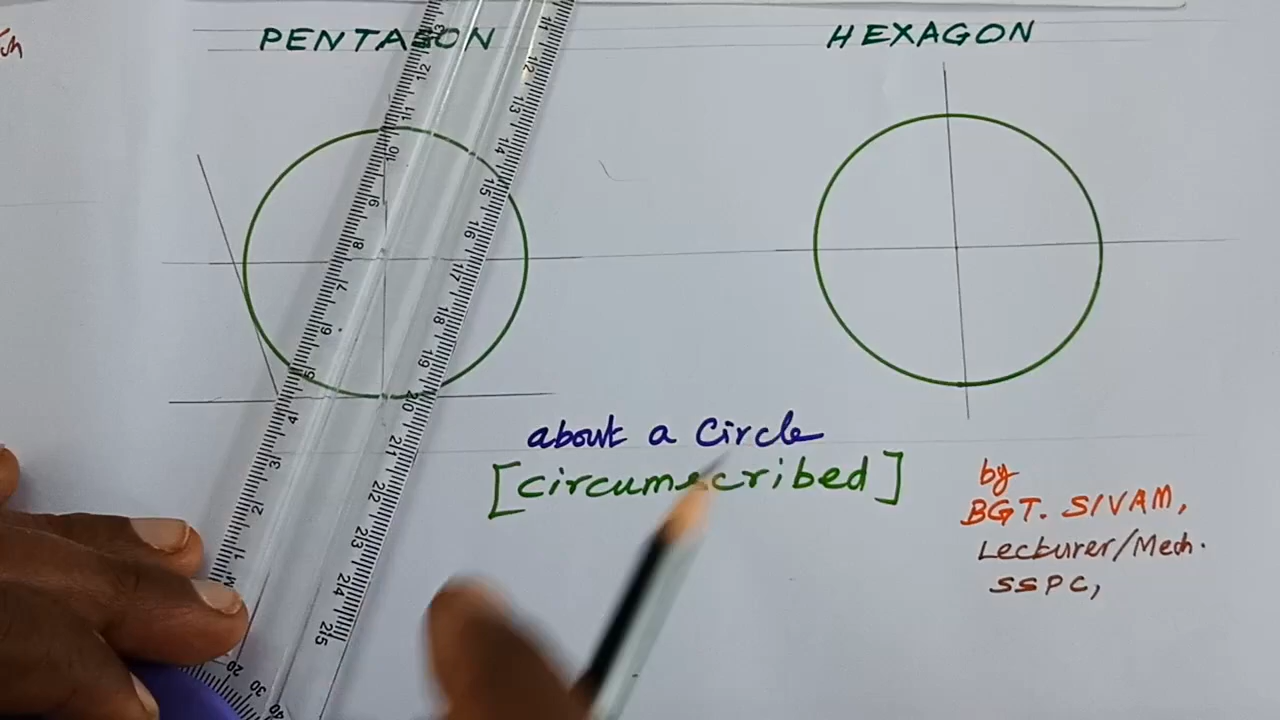 PENTAGON
HEXAGON
about a Circle
[circumscribed]
by
BGT. SIVAM,
Lecturer/Mech.
SSPC,